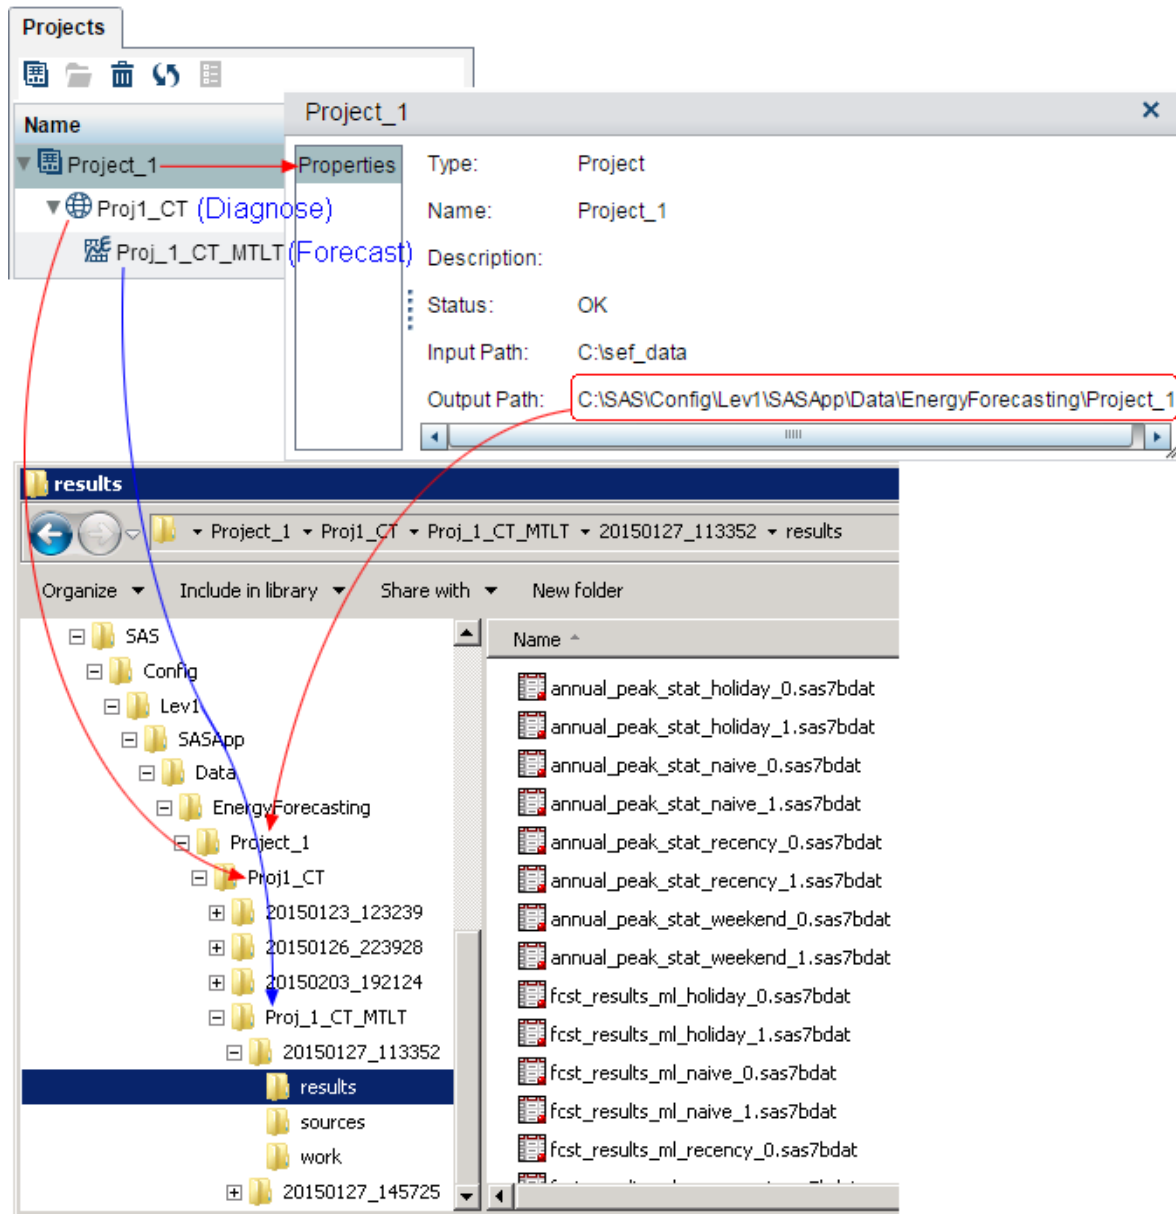 Projects
Name
Project_1
Proj1_CT (Diagnose)
Proj_1_CT_MTLT (Forecast)
Project_1
Properties
Type: Project
Name: Project_1
Description:
Status: OK
Input Path: C:\sef_data
Output Path: C:\SAS\Config\Lev1\SASApp\Data\EnergyForecasting\Project_1
results
Project_1 Proj1_CT Proj_1_CT_MTLT 20150127_113352 results
Organize Include in library Share with New folder
SAS
Config
Lev1
SASApp
Data
EnergyForecasting
Project_1
Proj1_CT
20150123_123239
20150126_223928
20150203_192124
Proj_1_CT_MTLT
20150127_113352
results
sources
work
20150127_145725
Name
annual_peak_stat_holiday_0.sas7bdat
annual_peak_stat_holiday_1.sas7bdat
annual_peak_stat_naive_0.sas7bdat
annual_peak_stat_naive_1.sas7bdat
annual_peak_stat_recency_0.sas7bdat
annual_peak_stat_recency_1.sas7bdat
annual_peak_stat_weekend_0.sas7bdat
annual_peak_stat_weekend_1.sas7bdat
fcst_results_ml_holiday_0.sas7bdat
fcst_results_ml_holiday_1.sas7bdat
fcst_results_ml_naive_0.sas7bdat
fcst_results_ml_naive_1.sas7bdat
fcst_results_ml_recency_0.sas7bdat